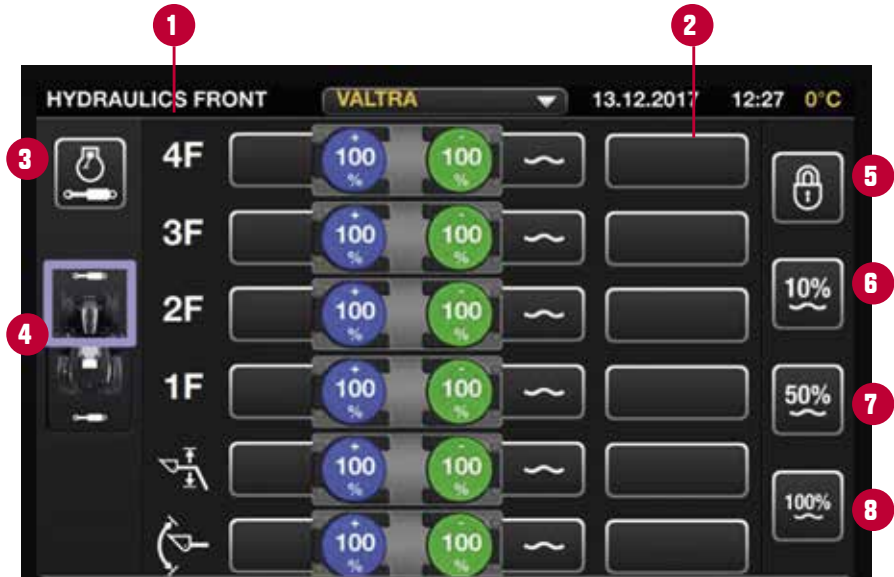 1 2
HYDRAULICS FRONT VALTRA 13.12.2017 12:27 0°C
3 4F + 100 % - 100 % 5
3F + 100 % - 100 %
4 2F + 100 % - 100 % 10% 6
1F + 100 % - 100 % 50% 7
+ 100 % - 100 %
100% 8
+ 100 % - 100 %